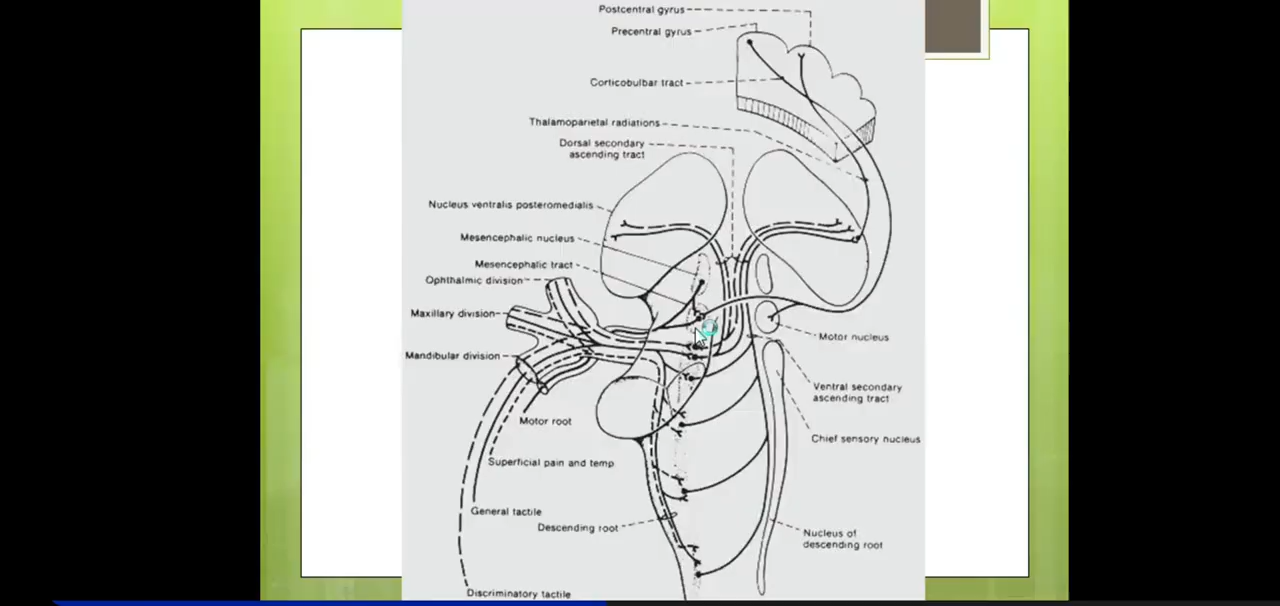 Postcentral gyrus
Precentral gyrus
Corticobulbar tract
Thalamoparietal radiations
Dorsal secondary
ascending tract
Nucleus ventralis posteromedialis
Mesencephalic nucleus
Mesencephalic tract
Ophthalmic division
Maxillary division
Mandibular division
Motor nucleus
Ventral secondary
ascending tract
Motor root
Chief sensory nucleus
Superficial pain and temp
General tactile
Descending root
Nucleus of
descending root
Discriminatory tactile